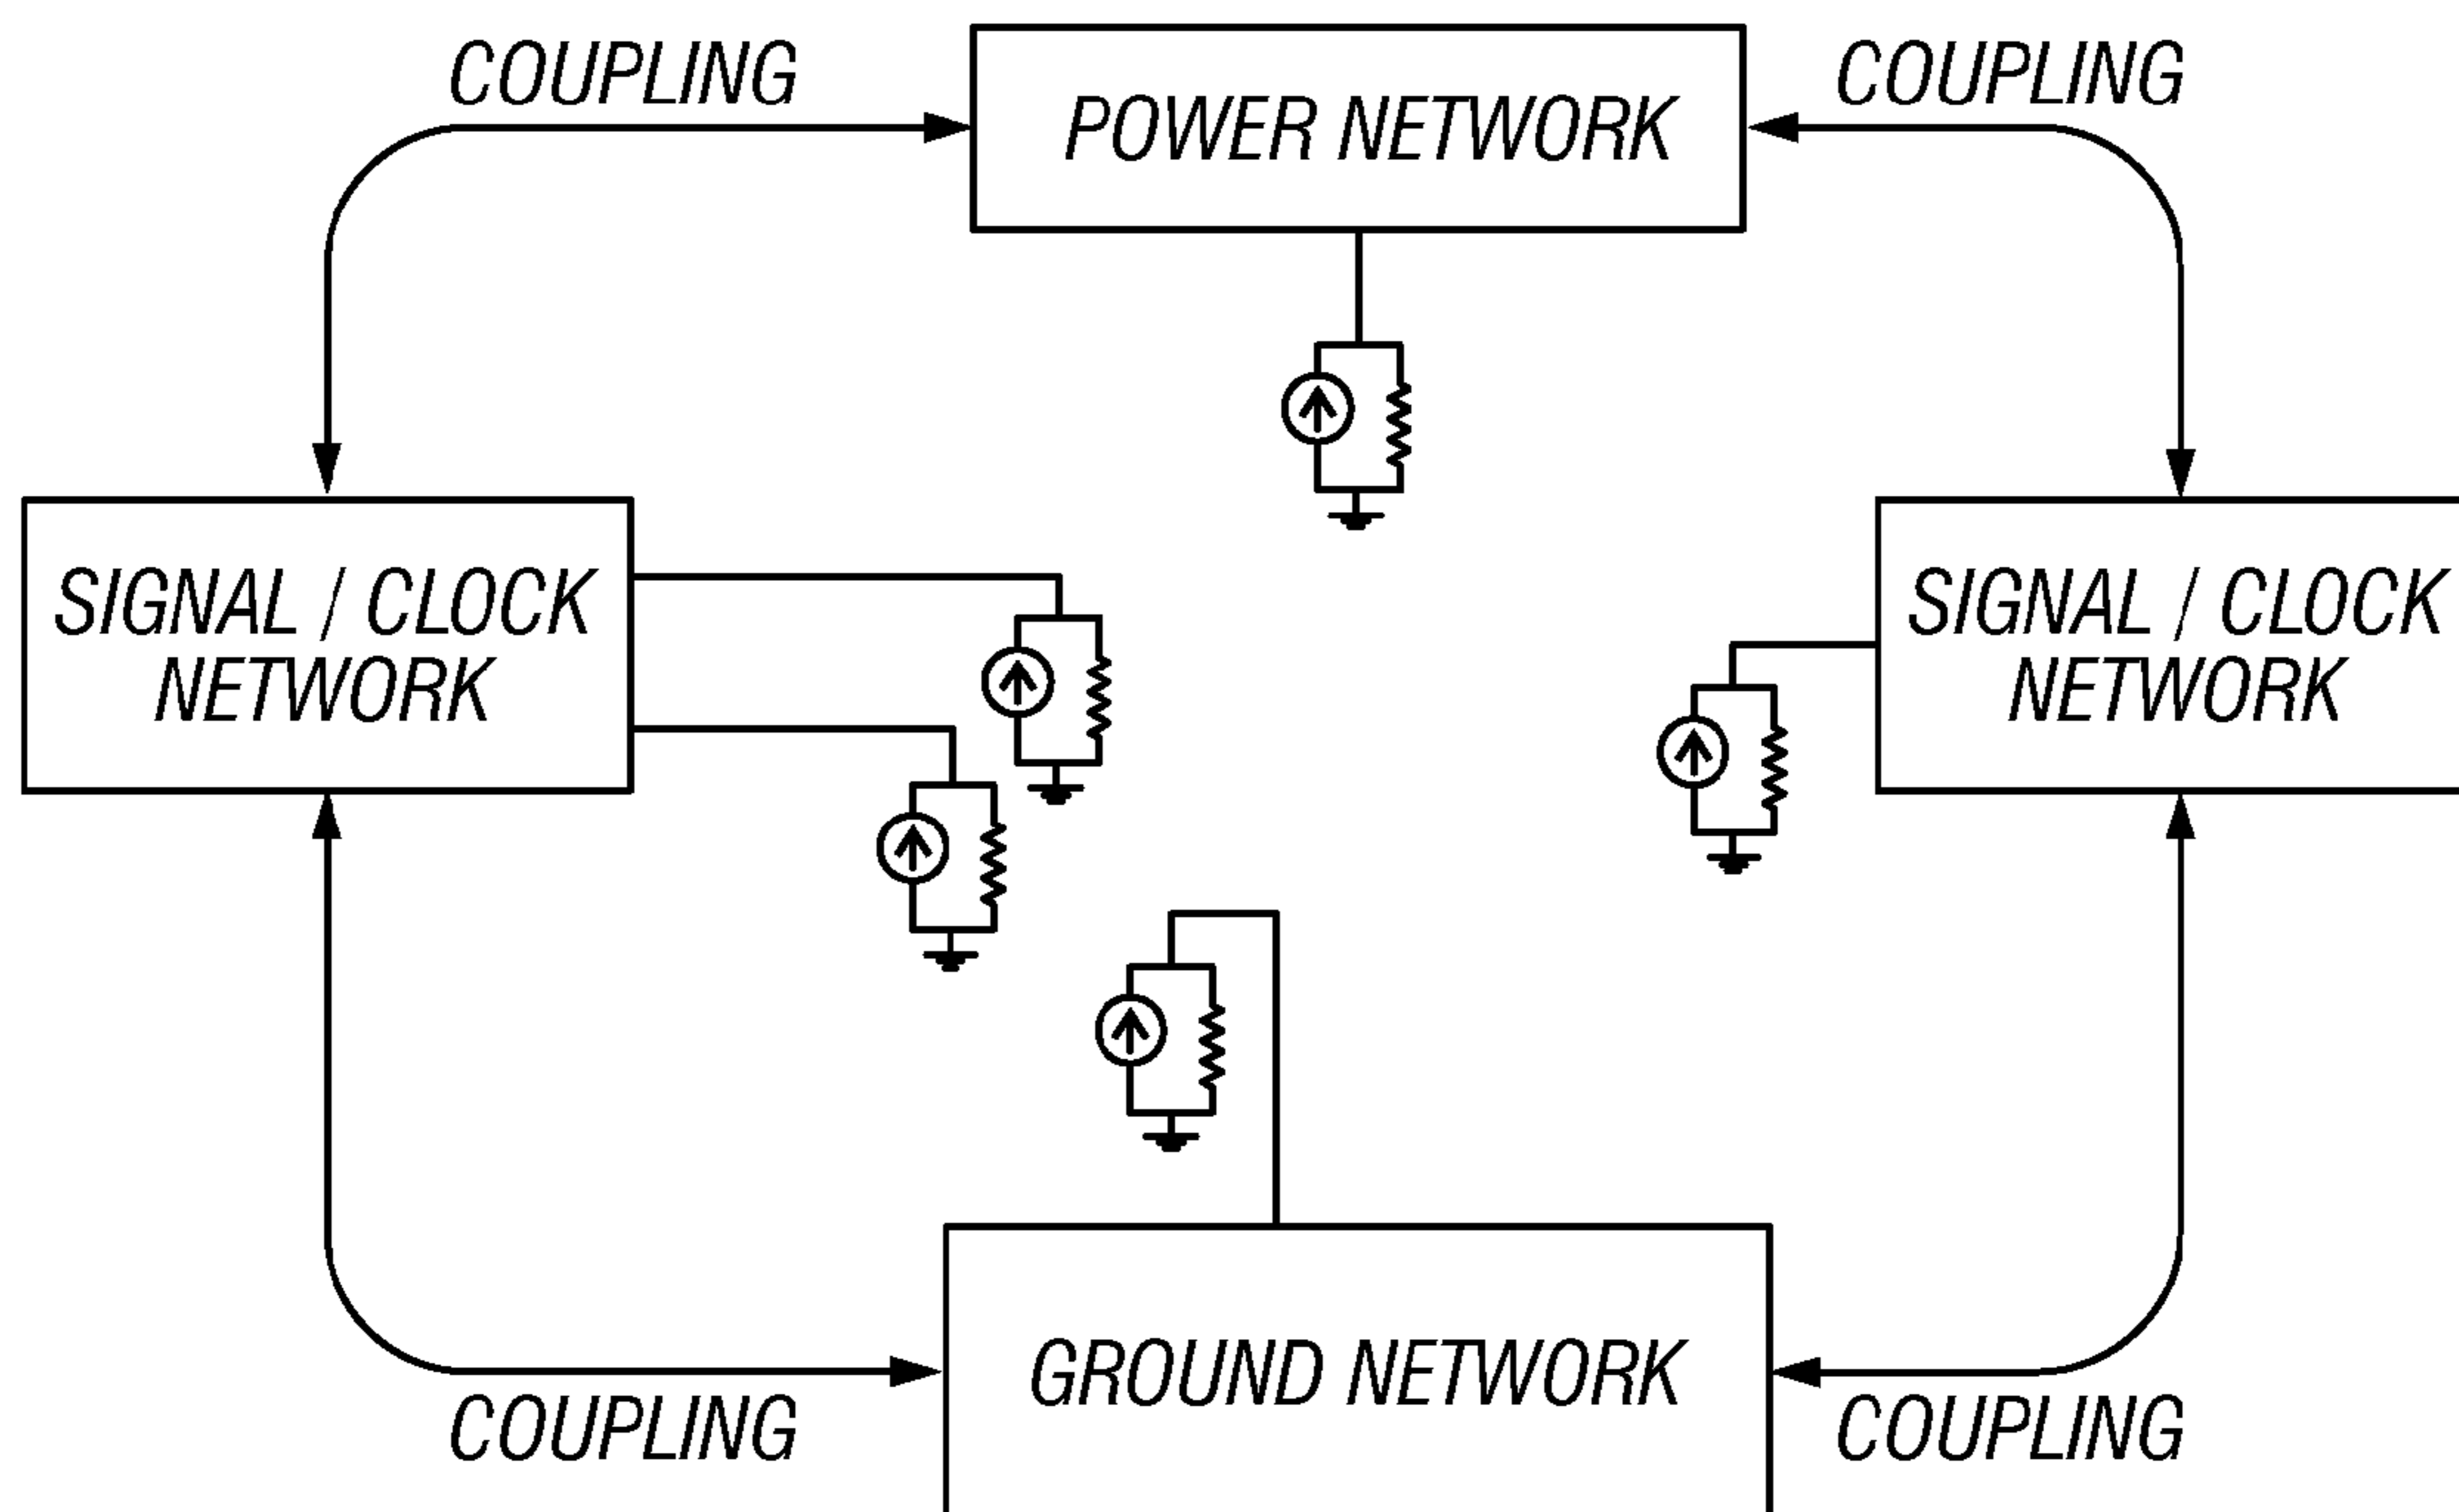 COUPLING
POWER NETWORK
COUPLING
SIGNAL / CLOCK
NETWORK
SIGNAL / CLOCK
NETWORK
GROUND NETWORK
COUPLING
COUPLING